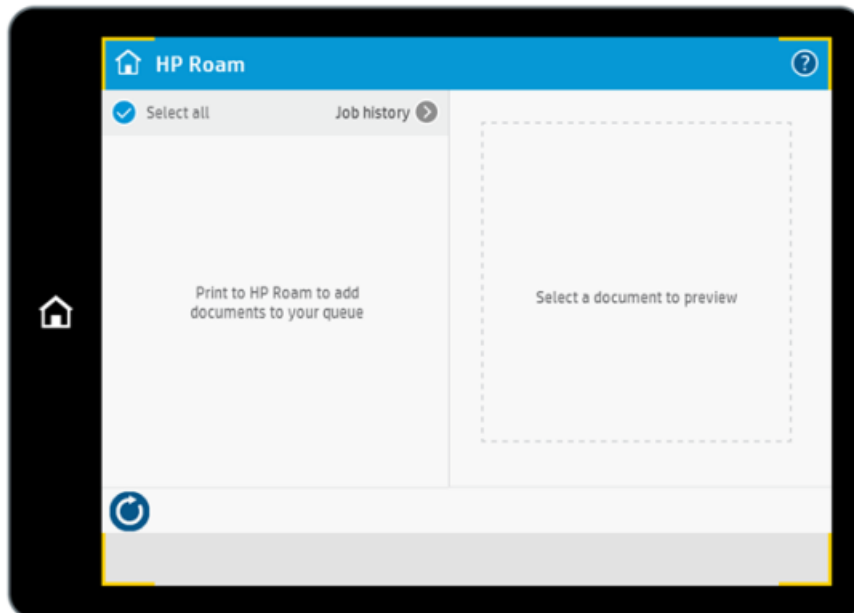 HP Roam
?
Select all
Job history
Print to HP Roam to add
documents to your queue
Select a document to preview